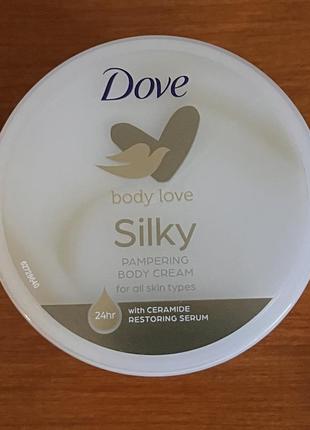 Dove
body love
Silky
PAMPERING
BODY CREAM
for all skin types
24hr
with CERAMIDE
RESTORING SERUM